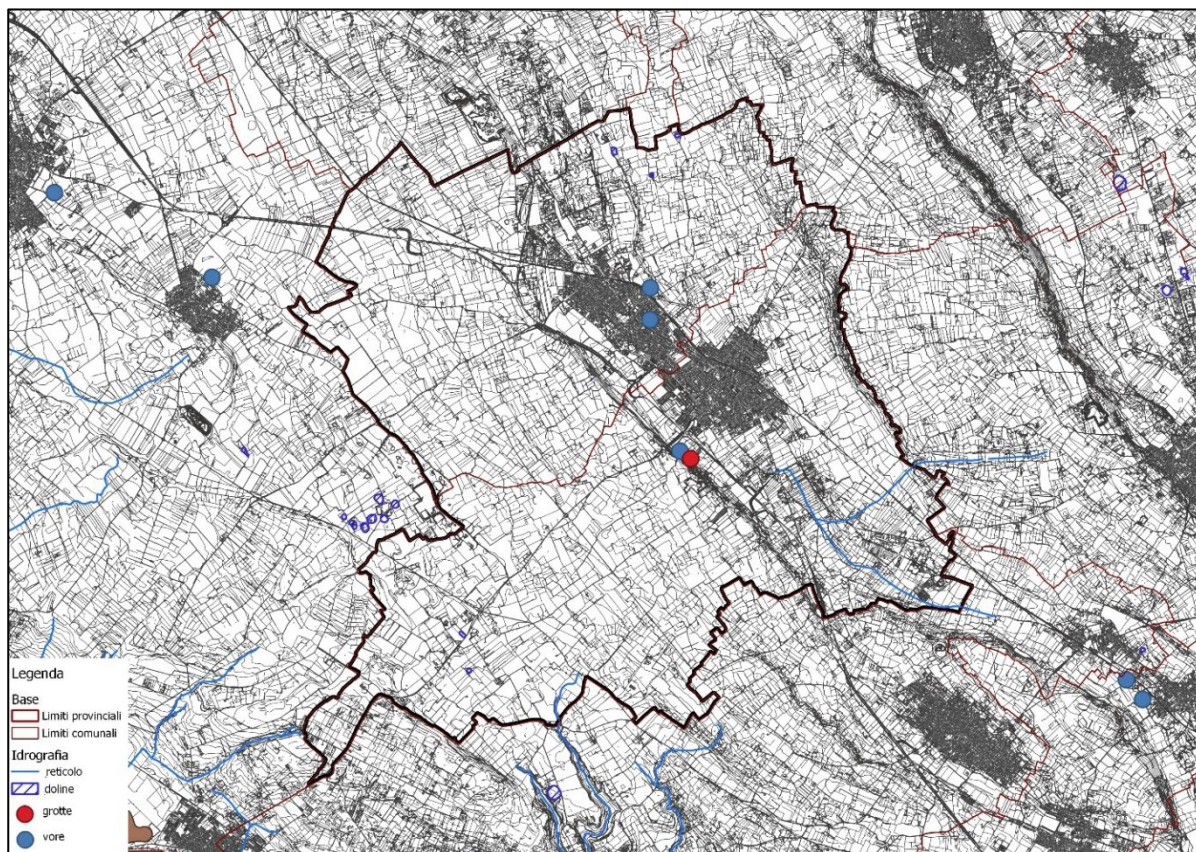 Legenda
Base
Limiti provinciali
Limiti comunali
Idrografia
reticolo
doline
grotte
vore